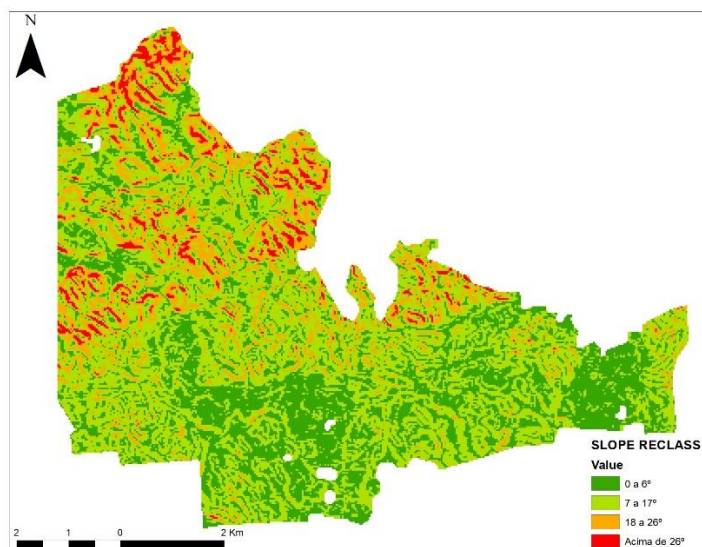 N
SLOPE RECLASS
Value
0 a 6º
7 a 17º
18 a 26º
Acima de 26º
2 1 0 2 Km